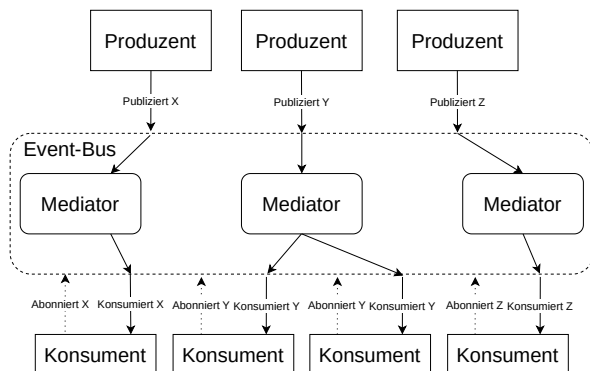 Produzent
Produzent
Produzent
Publiziert X
Publiziert Y
Publiziert Z
Event-Bus
Mediator
Mediator
Mediator
Abonniert X
Konsumiert X
Abonniert Y
Konsumiert Y
Abonniert Y
Konsumiert Y
Abonniert Z
Konsumiert Z
Konsument
Konsument
Konsument
Konsument